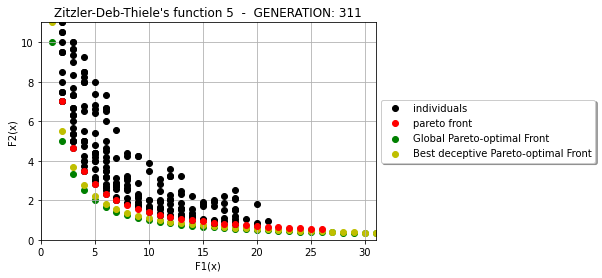 Zitzler-Deb-Thiele's function 5 - GENERATION: 311
10
8
6
4
2
0
F2(x)
0 5 10 15 20 25 30
F1(x)
individuals
pareto front
Global Pareto-optimal Front
Best deceptive Pareto-optimal Front